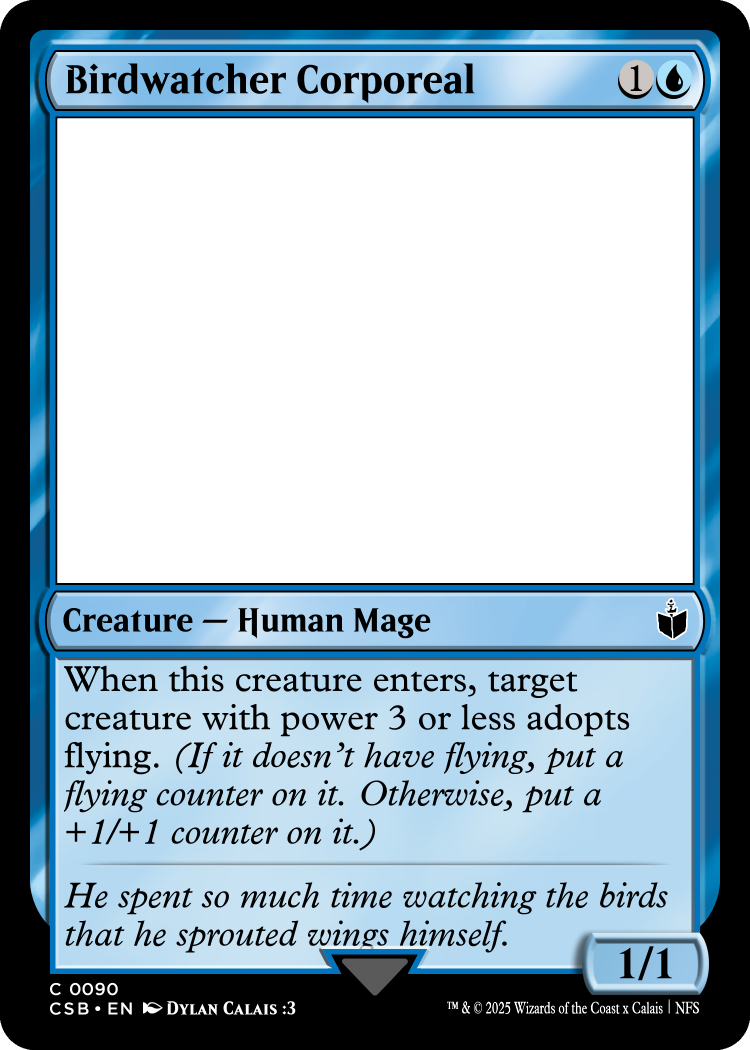 Birdwatcher Corporeal 1
Creature — Human Mage
When this creature enters, target
creature with power 3 or less adopts
flying. (If it doesn't have flying, put a
flying counter on it. Otherwise, put a
+1/+1 counter on it.)
He spent so much time watching the birds
that he sprouted wings himself.
1/1
C 0090
CSB • EN Dylan Calais :3
™ & © 2025 Wizards of the Coast x Calais | NFS